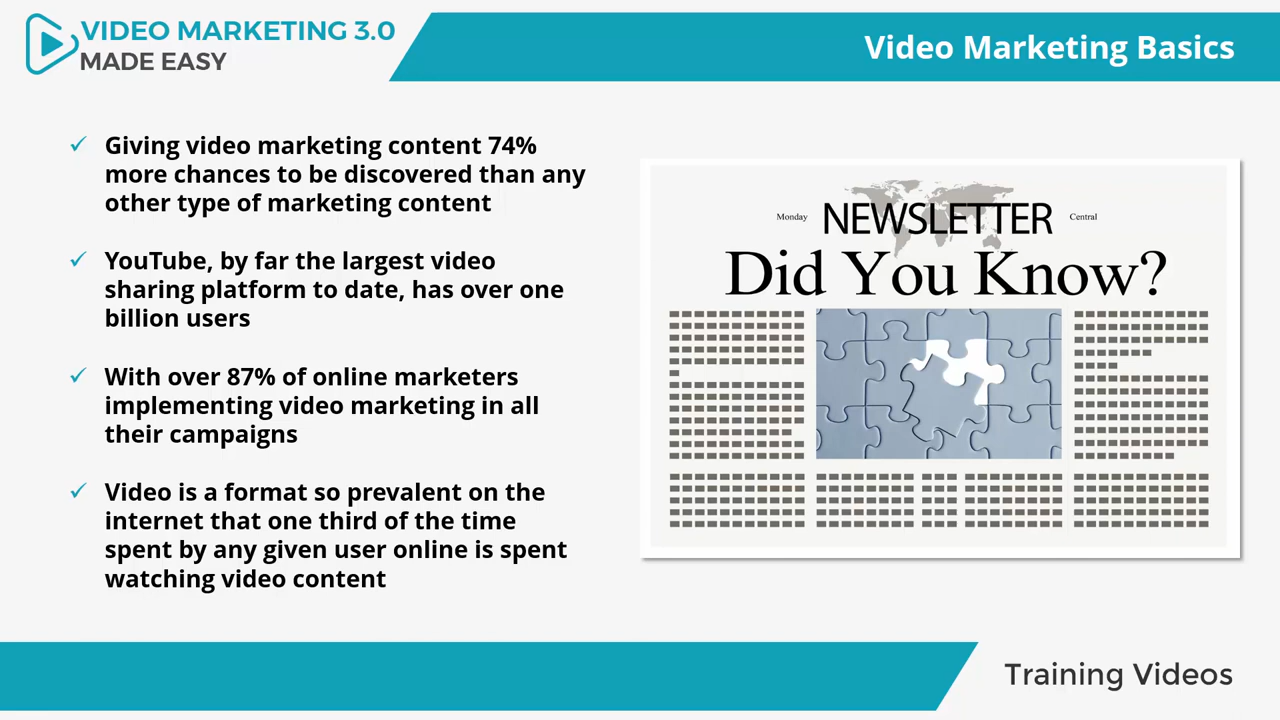 VIDEO MARKETING 3.0
MADE EASY
Video Marketing Basics
Giving video marketing content 74%
more chances to be discovered than any
other type of marketing content
YouTube, by far the largest video
sharing platform to date, has over one
billion users
With over 87% of online marketers
implementing video marketing in all
their campaigns
Video is a format so prevalent on the
internet that one third of the time
spent by any given user online is spent
watching video content
Monday NEWSLETTER Central
Did You Know?
Training Videos